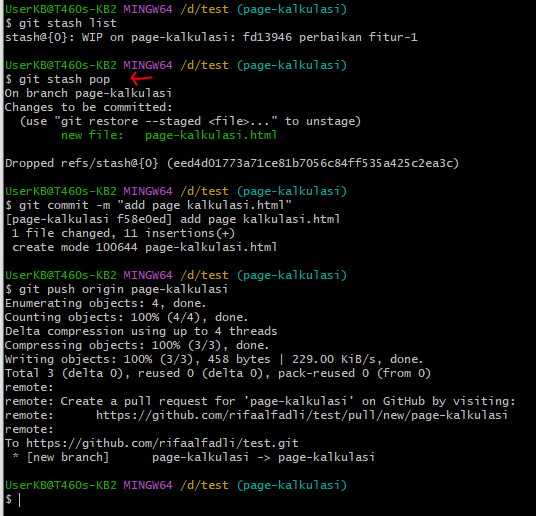 UserKB@T460s-KB2 MINGW64 /d/test (page-kalkulasi)
$ git stash list
stash@{0}: WIP on page-kalkulasi: fd13946 perbaikan fitur-1
UserKB@T460s-KB2 MINGW64 /d/test (page-kalkulasi)
$ git stash pop
On branch page-kalkulasi
Changes to be committed:
  (use "git restore --staged <file>..." to unstage)
        new file:   page-kalkulasi.html
Dropped refs/stash@{0} (eed4d01773a71ce81b7056c84ff535a425c2ea3c)
UserKB@T460s-KB2 MINGW64 /d/test (page-kalkulasi)
$ git commit -m "add page kalkulasi.html"
[page-kalkulasi f58e0ed] add page kalkulasi.html
 1 file changed, 11 insertions(+)
 create mode 100644 page-kalkulasi.html
UserKB@T460s-KB2 MINGW64 /d/test (page-kalkulasi)
$ git push origin page-kalkulasi
Enumerating objects: 4, done.
Counting objects: 100% (4/4), done.
Delta compression using up to 4 threads
Compressing objects: 100% (3/3), done.
Writing objects: 100% (3/3), 458 bytes | 229.00 KiB/s, done.
Total 3 (delta 0), reused 0 (delta 0), pack-reused 0 (from 0)
remote:
remote: Create a pull request for 'page-kalkulasi' on GitHub by visiting:
remote:      https://github.com/rifaalfadli/test/pull/new/page-kalkulasi
remote:
To https://github.com/rifaalfadli/test.git
 * [new branch]      page-kalkulasi -> page-kalkulasi
UserKB@T460s-KB2 MINGW64 /d/test (page-kalkulasi)
$